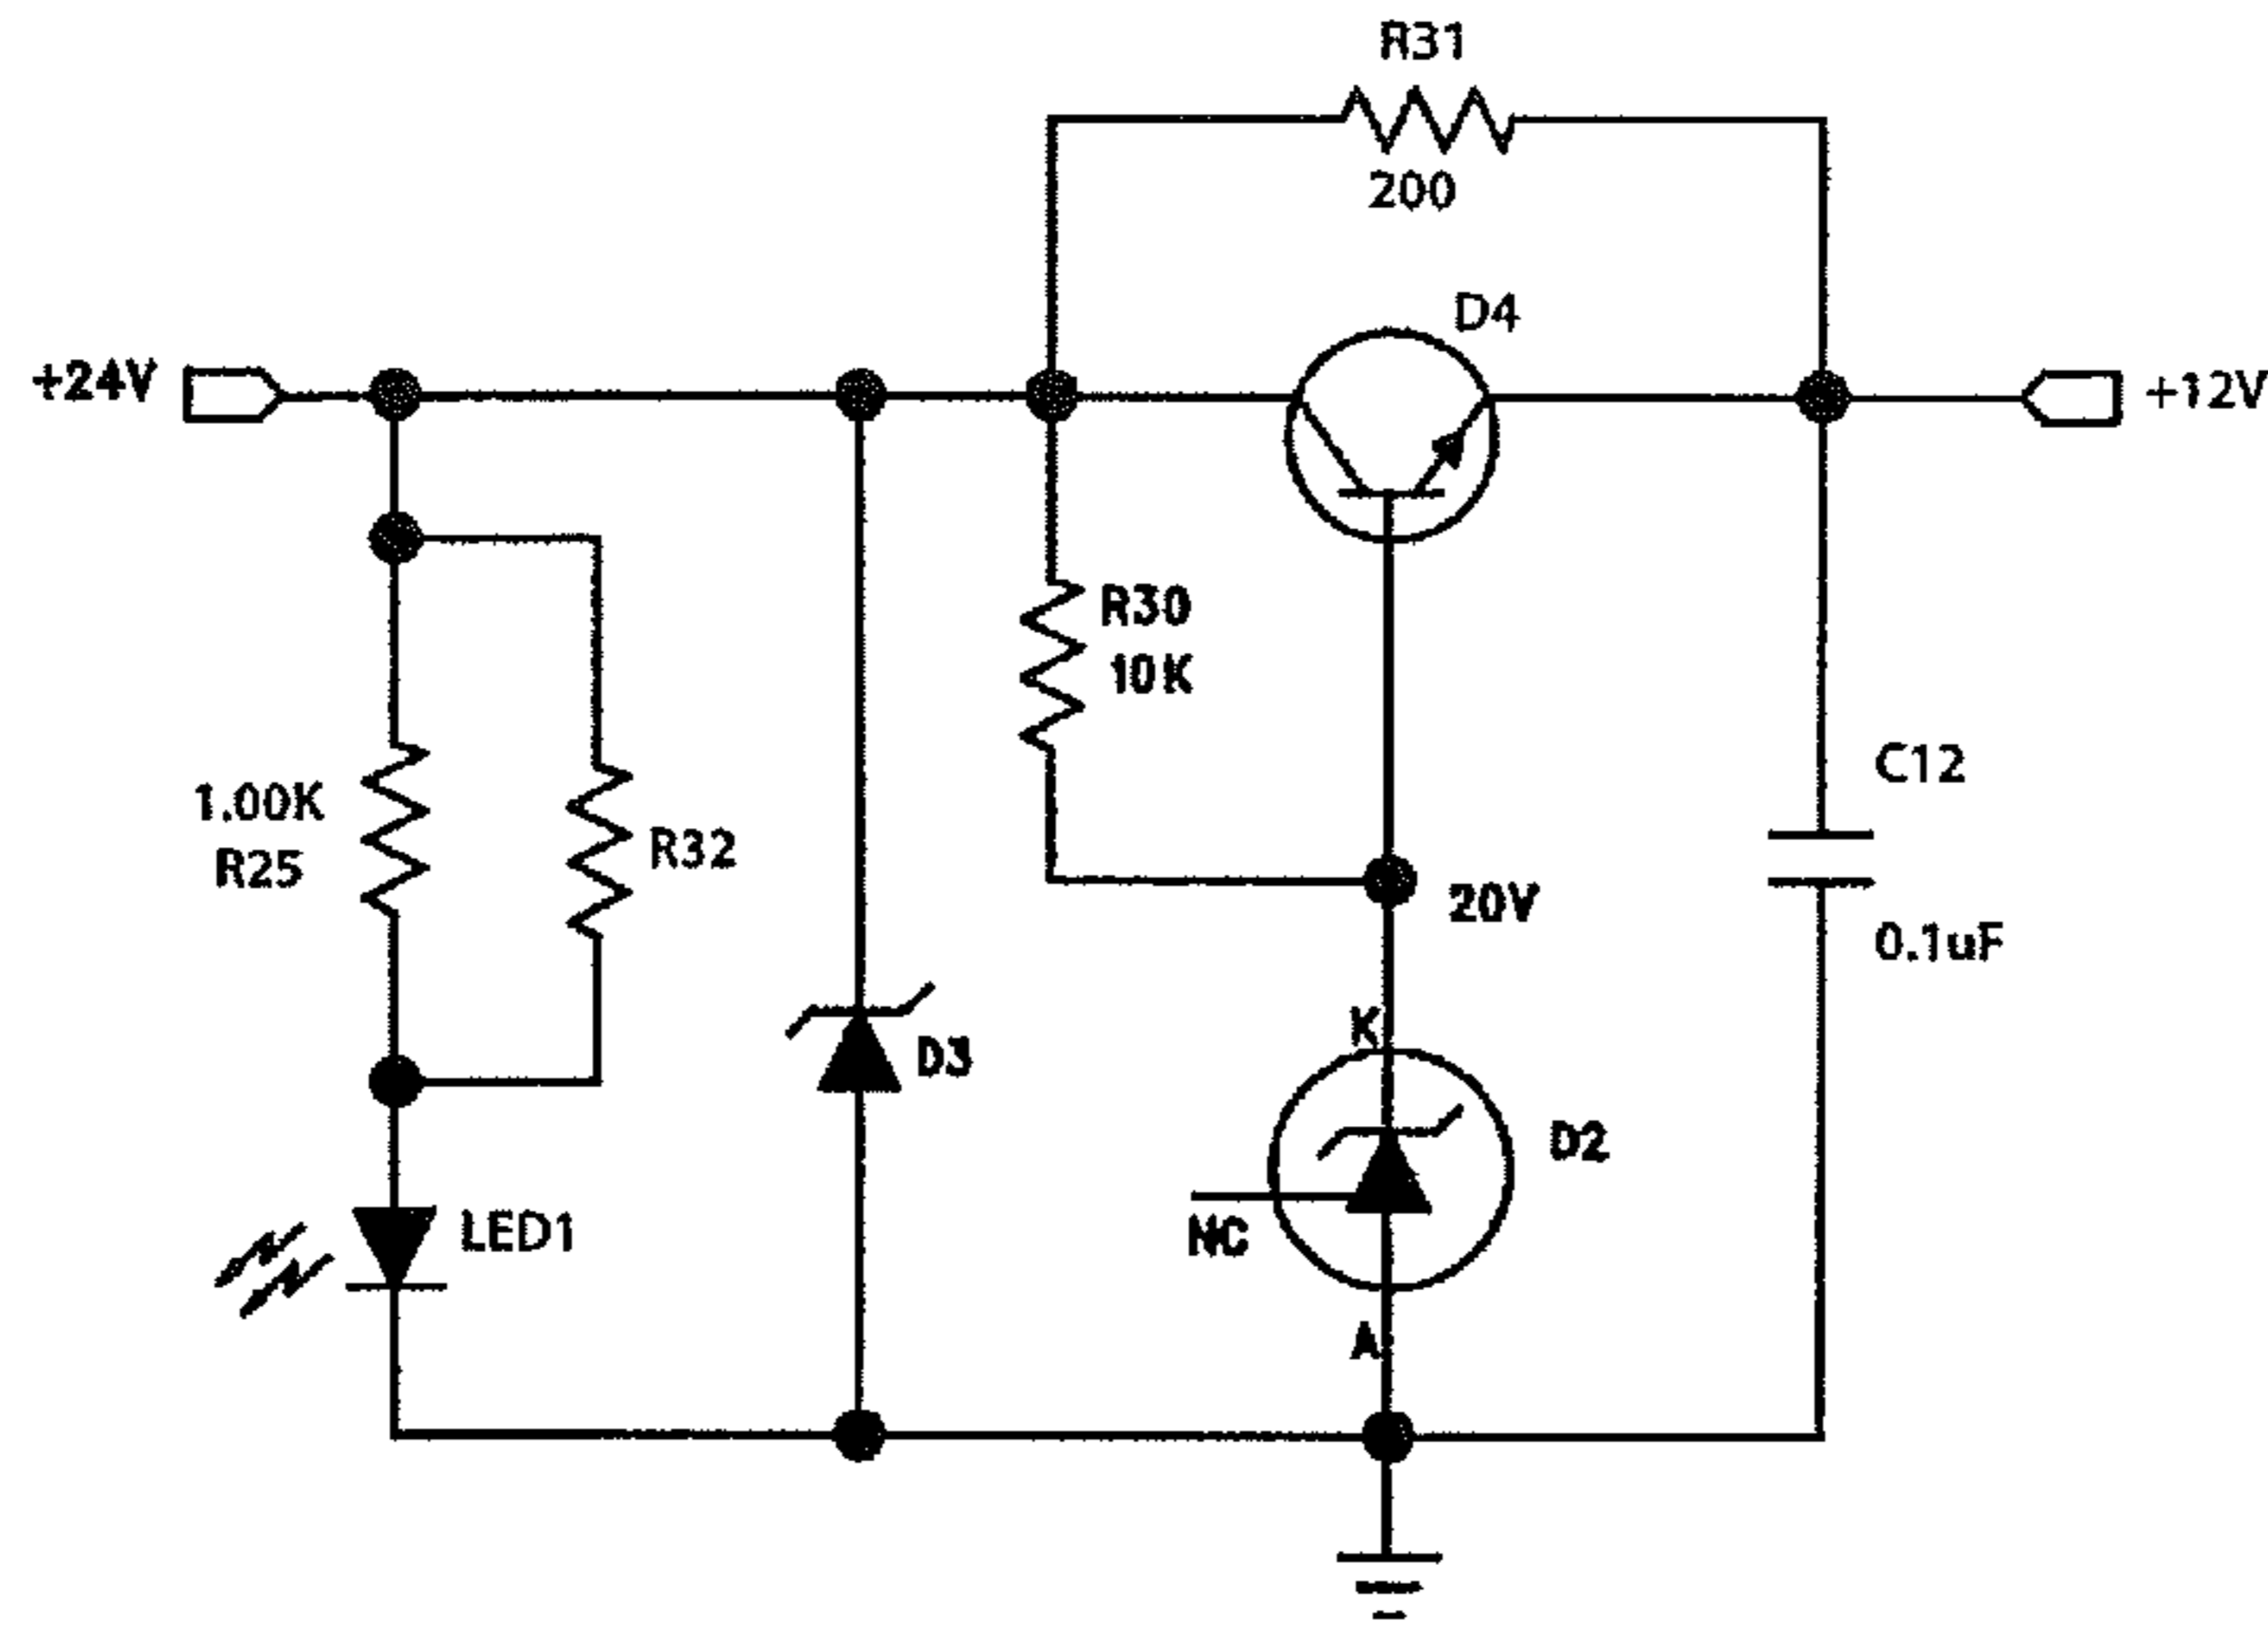 R31
200
D4
+24V
+12V
R30
10K
C12
1.00K
R25
R32
20V
0.1uF
K
D3
D2
LED1
NC
A